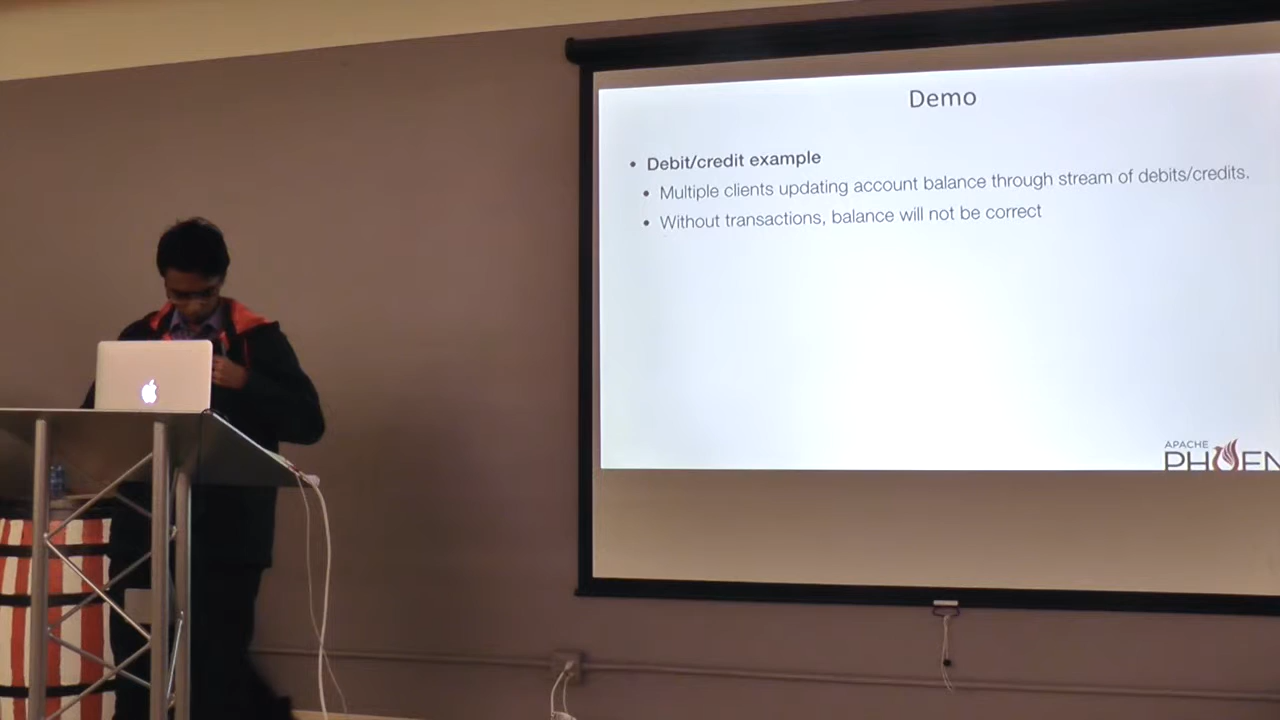 Demo
• Debit/credit example
• Multiple clients updating account balance through stream of debits/credits.
• Without transactions, balance will not be correct
APACHE
PHOEN